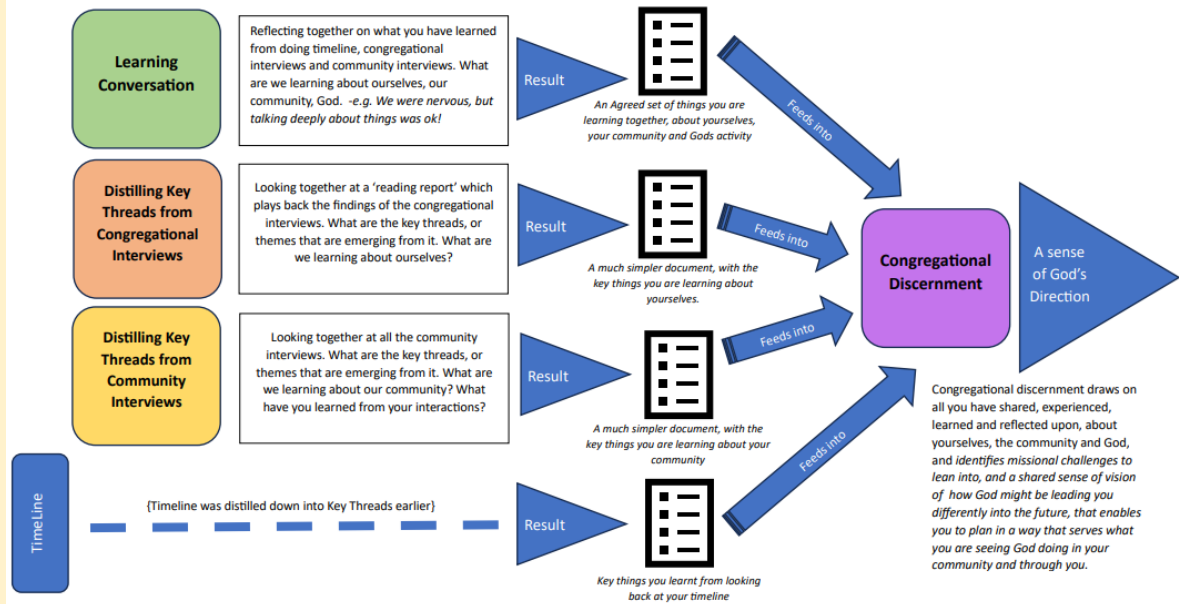 Learning
Conversation
Reflecting together on what you have learned
from doing timeline, congregational
interviews and community interviews. What
are we learning about ourselves, our
community, God.  -e.g. We were nervous, but
talking deeply about things was ok!
Result
An Agreed set of things you are
learning together, about yourselves,
your community and Gods activity
Feeds into
Distilling Key
Threads from
Congregational
Interviews
Looking together at a ‘reading report’ which
plays back the findings of the congregational
interviews. What are the key threads, or
themes that are emerging from it. What are
we learning about ourselves?
Result
A much simpler document, with the
key things you are learning about
yourselves.
Feeds into
Distilling Key
Threads from
Community
Interviews
Looking together at all the community
interviews. What are the key threads, or
themes that are emerging from it. What are
we learning about our community? What
have you learned from your interactions?
Result
A much simpler document, with the
key things you are learning about your
community
Feeds into
TimeLine
{Timeline was distilled down into Key Threads earlier}
Result
Key things you learnt from looking
back at your timeline
Feeds into
Congregational
Discernment
A sense
of God’s
Direction
Congregational discernment draws on
all you have shared, experienced,
learned and reflected upon, about
yourselves, the community and God,
and identifies missional challenges to
lean into, and a shared sense of vision
of  how God might be leading you
differently into the future, that enables
you to plan in a way that serves what
you are seeing God doing in your
community and through you.